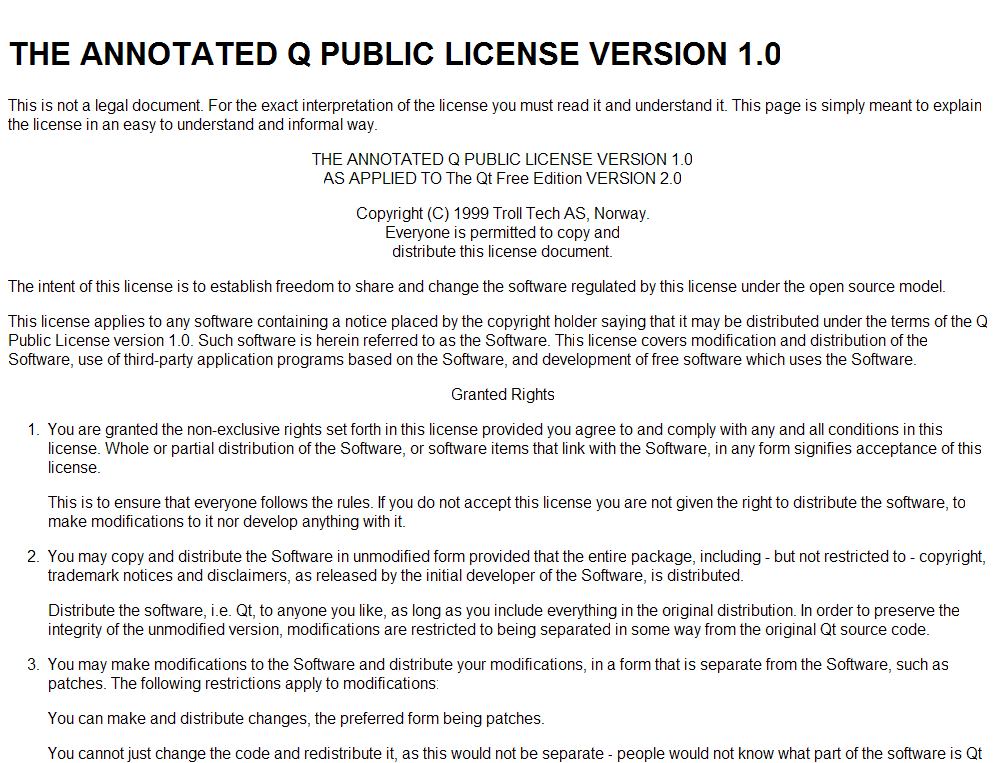 THE ANNOTATED Q PUBLIC LICENSE VERSION 1.0
This is not a legal document. For the exact interpretation of the license you must read it and understand it. This page is simply meant to explain
the license in an easy to understand and informal way.
THE ANNOTATED Q PUBLIC LICENSE VERSION 1.0
AS APPLIED TO The Qt Free Edition VERSION 2.0
Copyright (C) 1999 Troll Tech AS, Norway.
Everyone is permitted to copy and
distribute this license document.
The intent of this license is to establish freedom to share and change the software regulated by this license under the open source model.
This license applies to any software containing a notice placed by the copyright holder saying that it may be distributed under the terms of the Q
Public License version 1.0. Such software is herein referred to as the Software. This license covers modification and distribution of the
Software, use of third-party application programs based on the Software, and development of free software which uses the Software.
Granted Rights
1. You are granted the non-exclusive rights set forth in this license provided you agree to and comply with any and all conditions in this
license. Whole or partial distribution of the Software, or software items that link with the Software, in any form signifies acceptance of this
license.
This is to ensure that everyone follows the rules. If you do not accept this license you are not given the right to distribute the software, to
make modifications to it nor develop anything with it.
2. You may copy and distribute the Software in unmodified form provided that the entire package, including - but not restricted to - copyright,
trademark notices and disclaimers, as released by the initial developer of the Software, is distributed.
Distribute the software, i.e. Qt, to anyone you like, as long as you include everything in the original distribution. In order to preserve the
integrity of the unmodified version, modifications are restricted to being separated in some way from the original Qt source code.
3. You may make modifications to the Software and distribute your modifications, in a form that is separate from the Software, such as
patches. The following restrictions apply to modifications:
You can make and distribute changes, the preferred form being patches.
You cannot just change the code and redistribute it, as this would not be separate - people would not know what part of the software is Qt